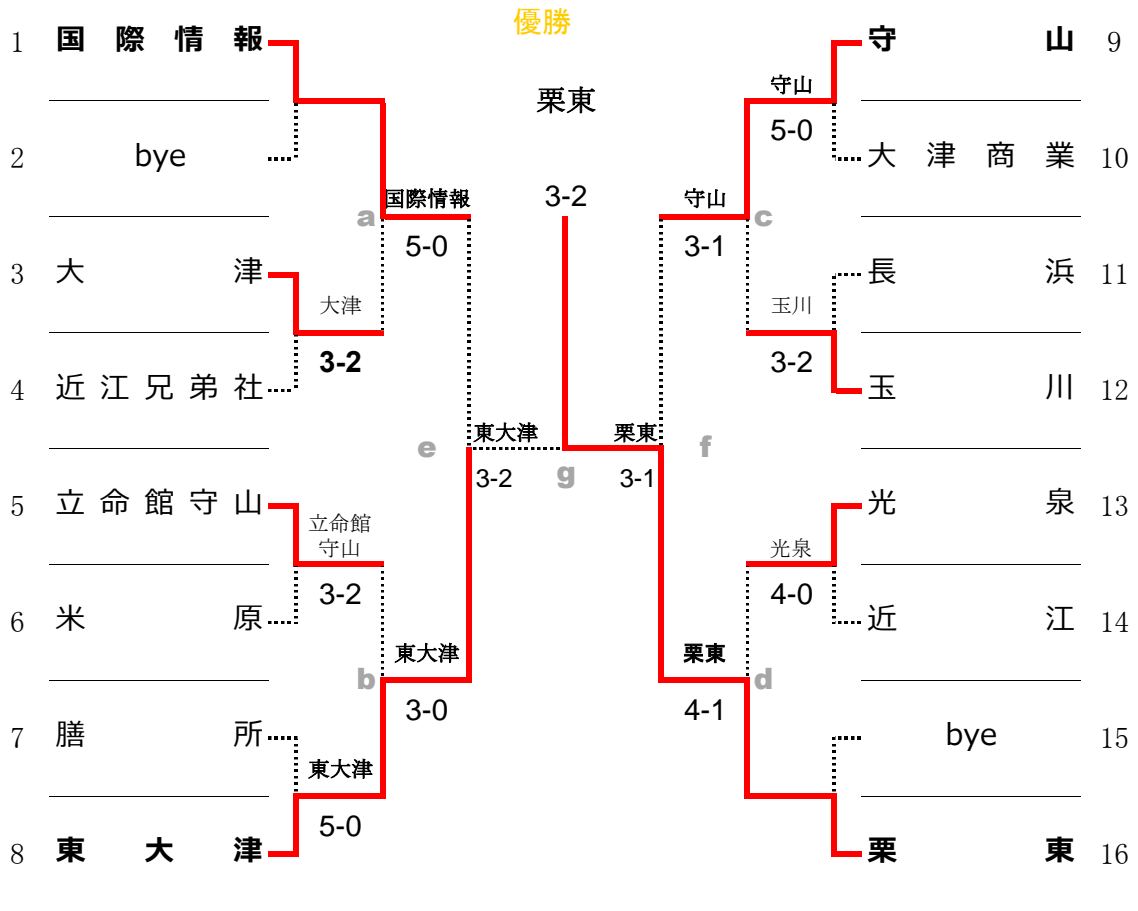 優勝
栗東
3-2
1 国際情報
2 bye
3 大津
4 近江兄弟社
5 立命館守山
6 米原
7 膳所
8 東大津
大津
3-2
立命館
守山
3-2
東大津
5-0
a
国際情報
5-0
b
東大津
3-0
e
東大津
3-2
g
栗東
3-1
f
守山
3-1
c
栗東
4-1
d
守山
5-0
玉川
3-2
光泉
4-0
守山 9
大津商業 10
長浜 11
玉川 12
光泉 13
近江 14
bye 15
栗東 16